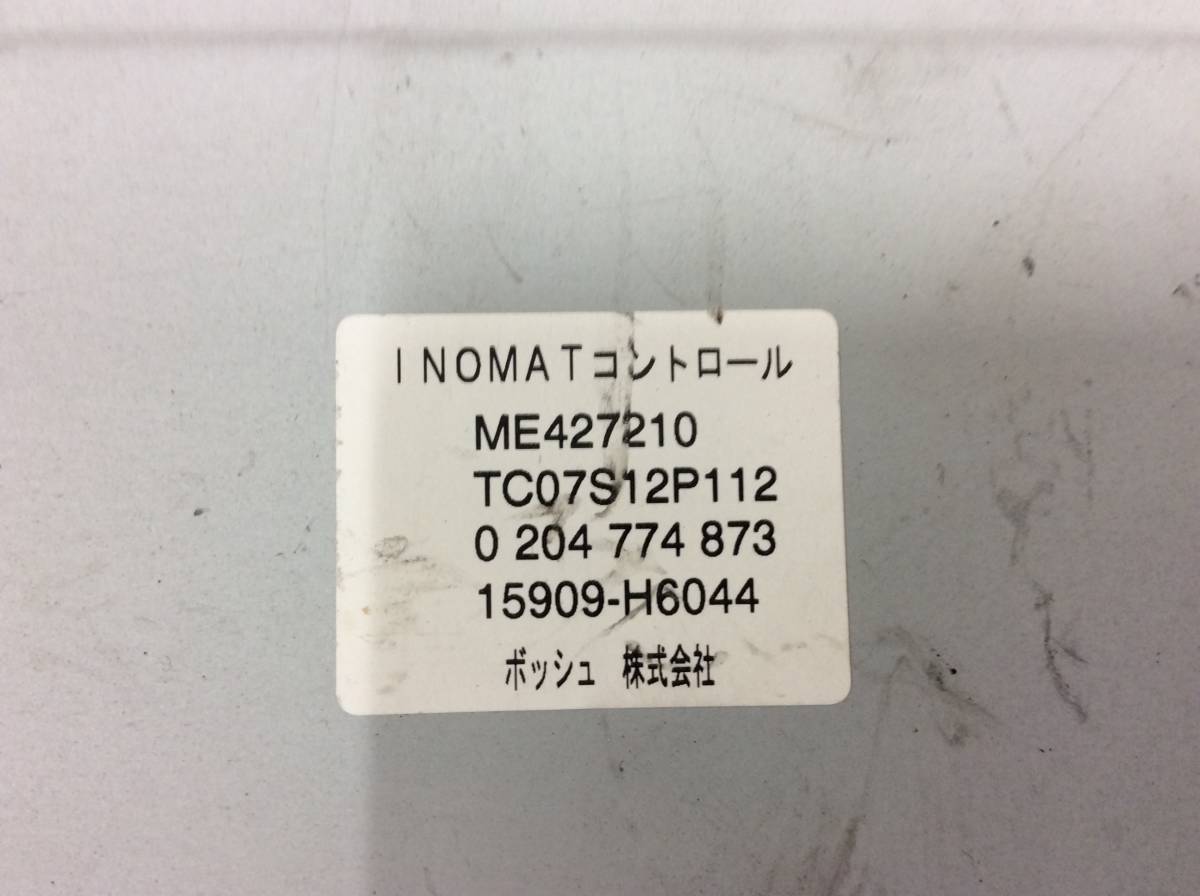 INOMATコントロール
ME427210
TC07S12P112
0 204 774 873
15909-H6044
ボッシュ 株式会社